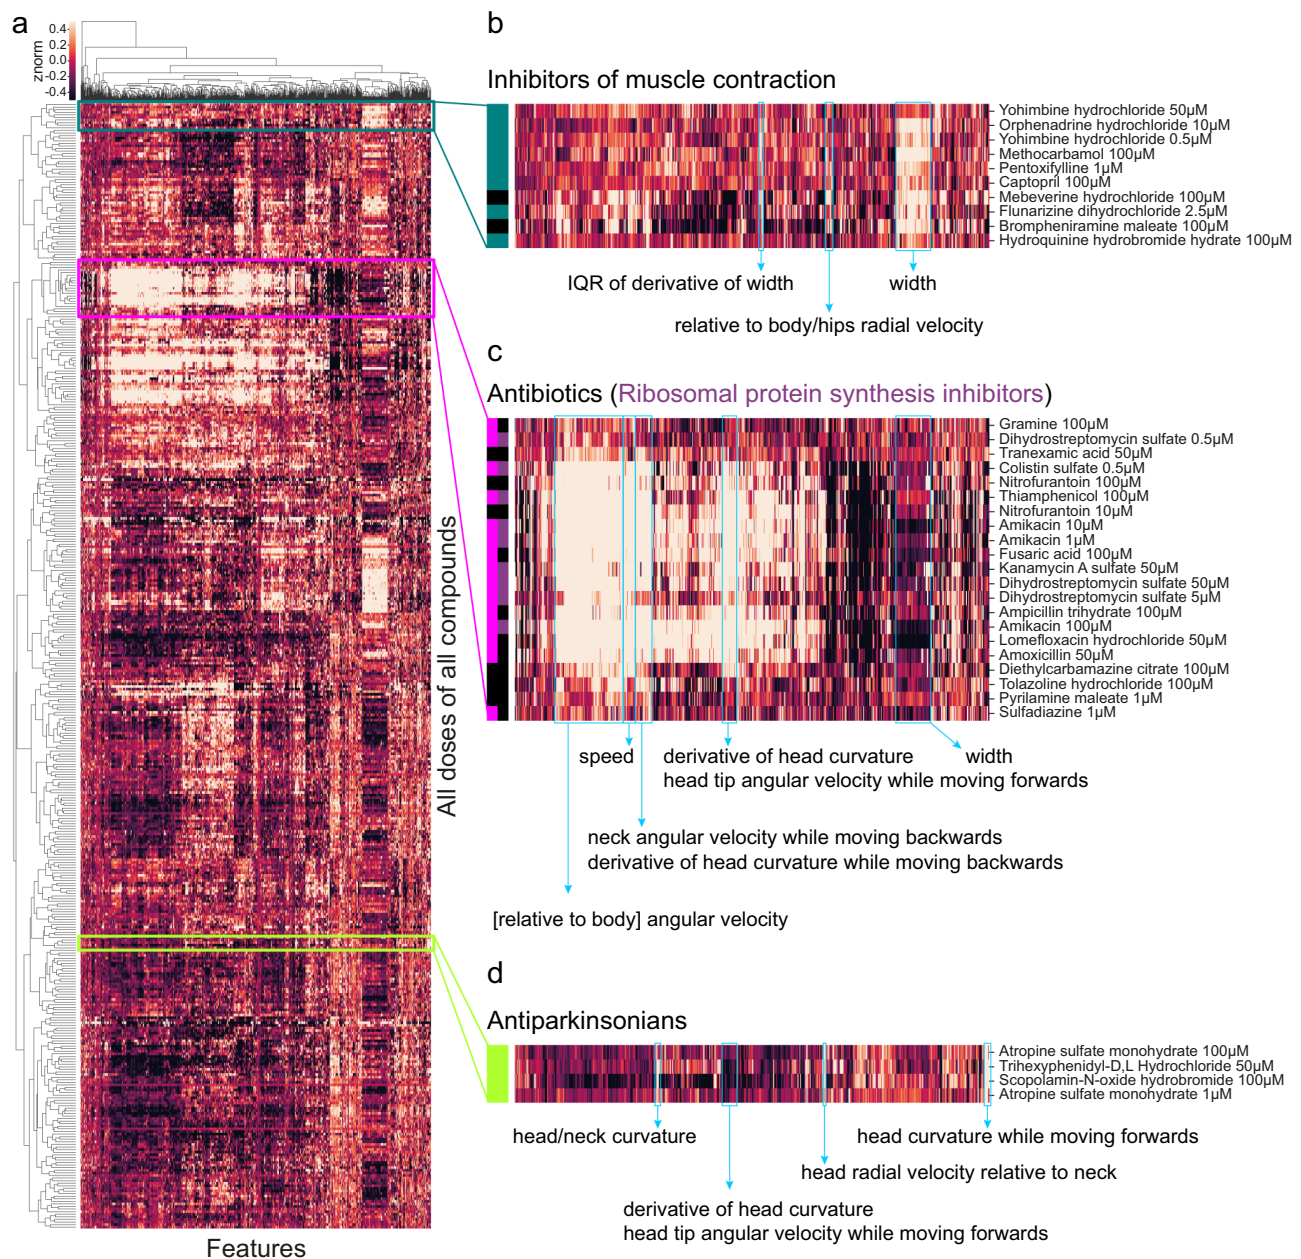 a
0.4
0.2
0.0
-0.2
-0.4
znorm
All doses of all compounds
Features
b
Inhibitors of muscle contraction
Yohimbine hydrochloride 50µM
Orphenadrine hydrochloride 10µM
Yohimbine hydrochloride 0.5µM
Methocarbamol 100µM
Pentoxifylline 1µM
Captopril 100µM
Mebeverine hydrochloride 100µM
Flunarizine dihydrochloride 2.5µM
Brompheniramine maleate 100µM
Hydroquinine hydrobromide hydrate 100µM
IQR of derivative of width
width
relative to body/hips radial velocity
c
Antibiotics (Ribosomal protein synthesis inhibitors)
Gramine 100µM
Dihydrostreptomycin sulfate 0.5µM
Tranexamic acid 50µM
Colistin sulfate 0.5µM
Nitrofurantoin 100µM
Thiamphenicol 100µM
Nitrofurantoin 10µM
Amikacin 10µM
Amikacin 1µM
Fusaric acid 100µM
Kanamycin A sulfate 50µM
Dihydrostreptomycin sulfate 50µM
Dihydrostreptomycin sulfate 5µM
Ampicillin trihydrate 100µM
Amikacin 100µM
Lomefloxacin hydrochloride 50µM
Amoxicillin 50µM
Diethylcarbamazine citrate 100µM
Tolazoline hydrochloride 100µM
Pyrilamine maleate 1µM
Sulfadiazine 1µM
speed
derivative of head curvature
head tip angular velocity while moving forwards
width
neck angular velocity while moving backwards
derivative of head curvature while moving backwards
[relative to body] angular velocity
d
Antiparkinsonians
Atropine sulfate monohydrate 100µM
Trihexyphenidyl-D,L Hydrochloride 50µM
Scopolamin-N-oxide hydrobromide 100µM
Atropine sulfate monohydrate 1µM
head/neck curvature
head curvature while moving forwards
head radial velocity relative to neck
derivative of head curvature
head tip angular velocity while moving forwards